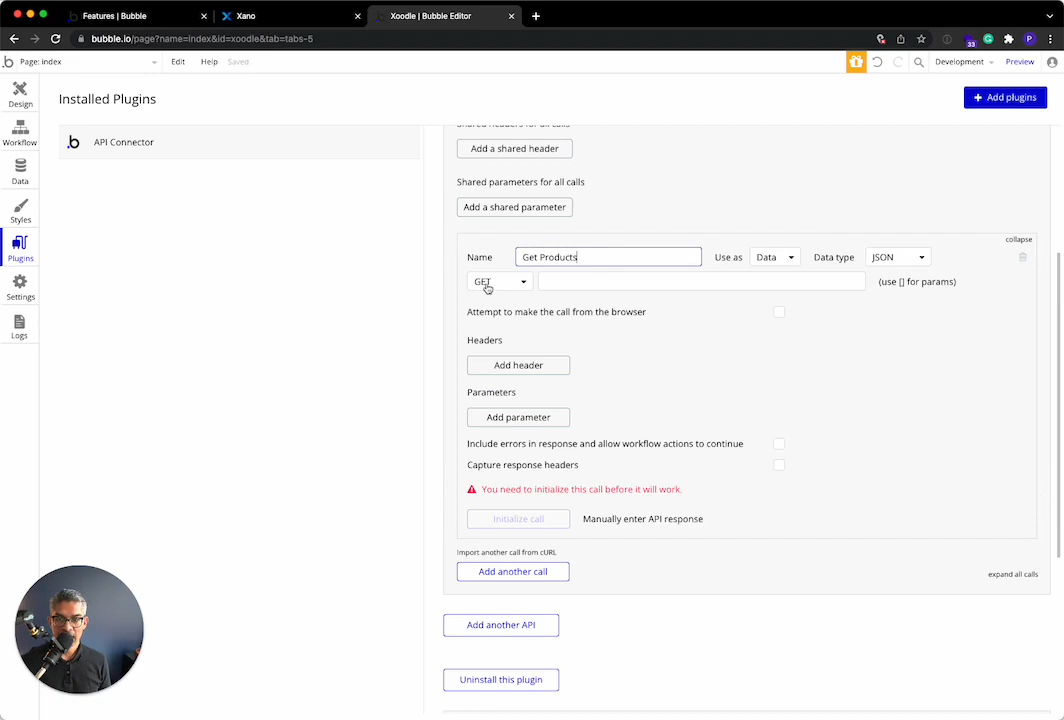 Features | Bubble
Xano
Xoodle | Bubble Editor
bubble.io/page?name=index&id=xoodle&tab=tabs-5
33
P
Page: index
Edit
Help
Saved
Development
Preview
Design
Workflow
Data
Styles
Plugins
Settings
Logs
Installed Plugins
+ Add plugins
API Connector
Shared headers for all calls
Add a shared header
Shared parameters for all calls
Add a shared parameter
collapse
Name Get Products Use as Data Data type JSON
GET (use [] for params)
Attempt to make the call from the browser
Headers
Add header
Parameters
Add parameter
Include errors in response and allow workflow actions to continue
Capture response headers
You need to initialize this call before it will work.
Initialize call Manually enter API response
Import another call from cURL
Add another call
expand all calls
Add another API
Uninstall this plugin